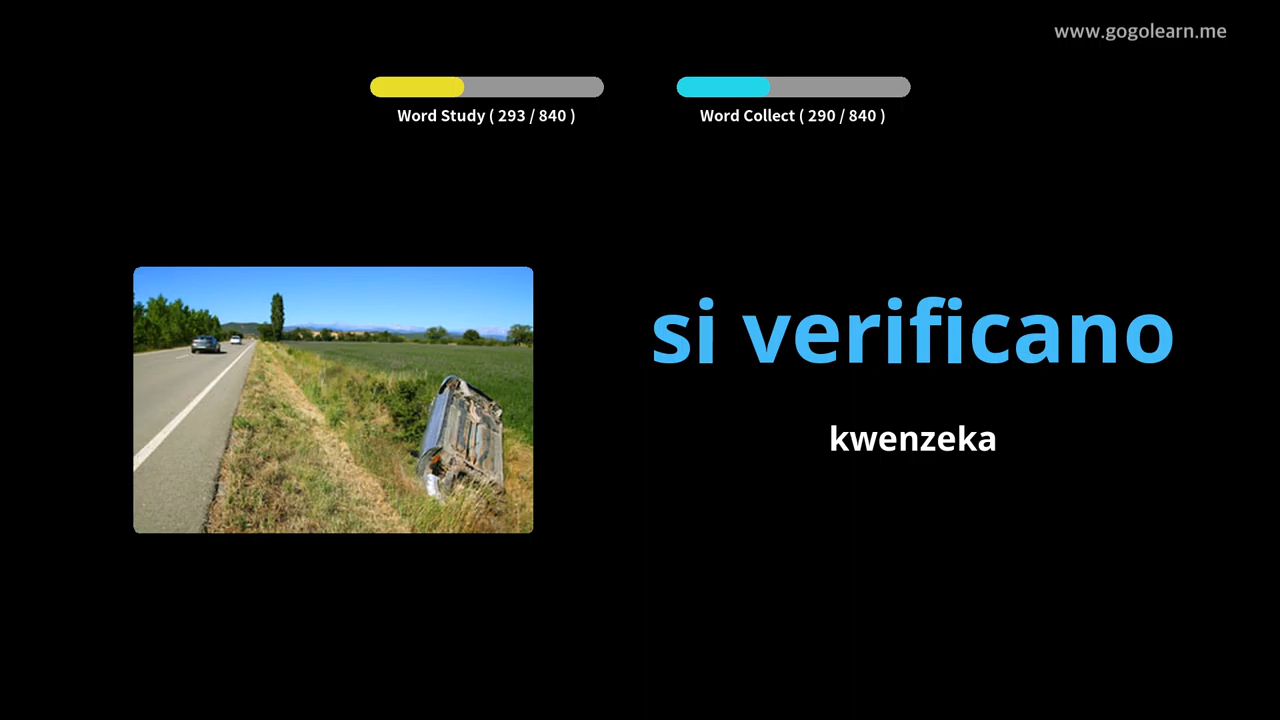 www.gogolearn.me
Word Study ( 293 / 840 )
Word Collect ( 290 / 840 )
si verificano
kwenzeka